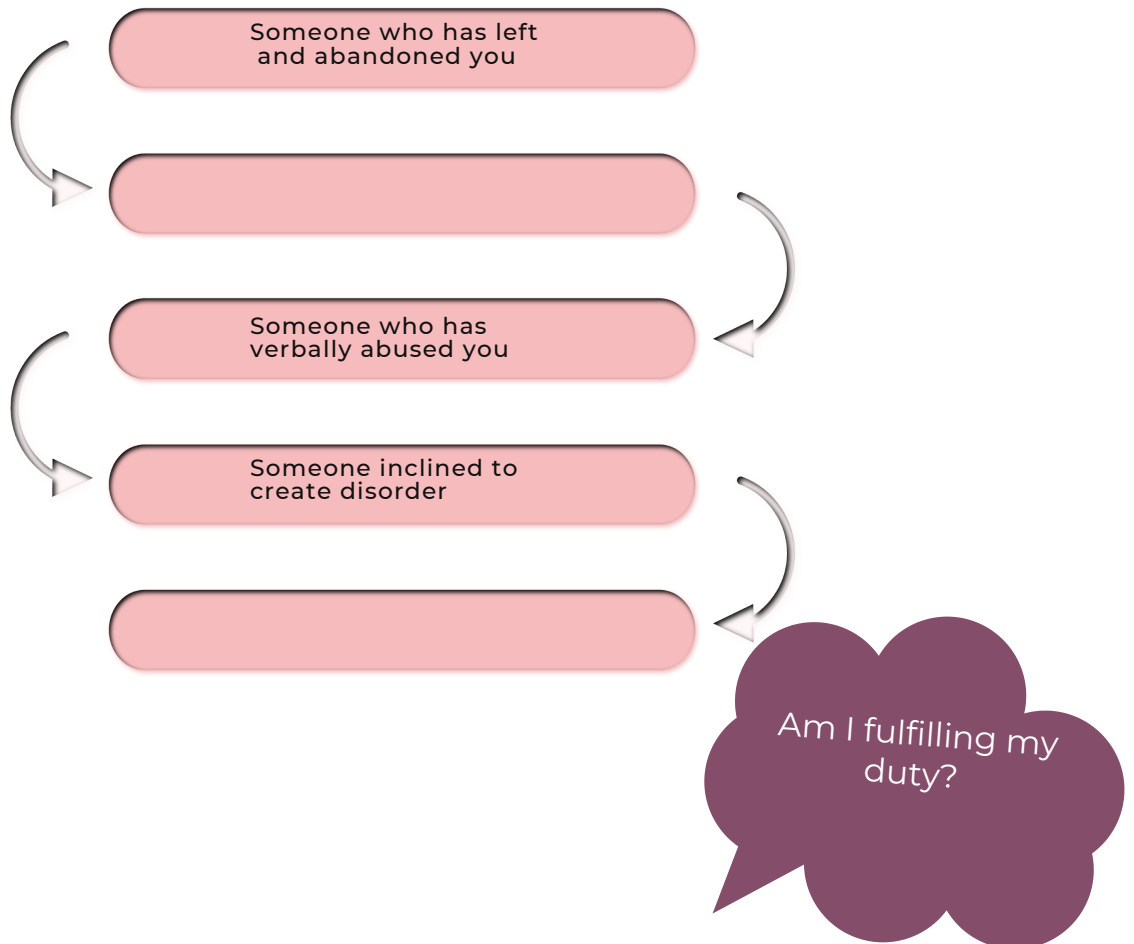 Someone who has left
and abandoned you
Someone who has
verbally abused you
Someone inclined to
create disorder
Am I fulfilling my
duty?